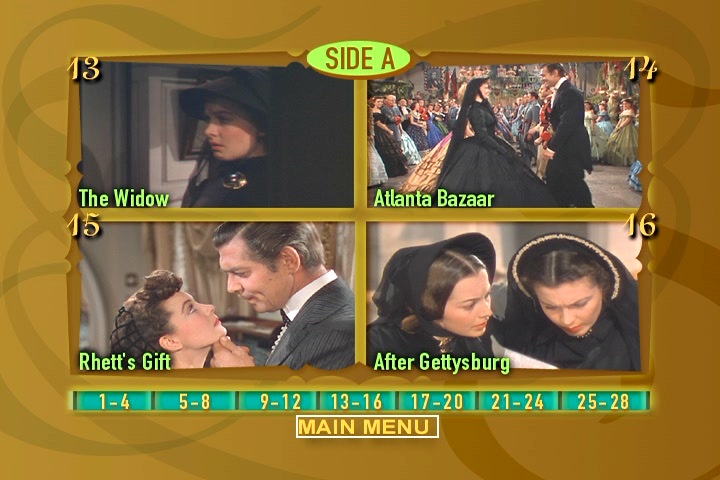 SIDE A
13
14
The Widow
Atlanta Bazaar
15
16
Rhett's Gift
After Gettysburg
1-4 5-8 9-12 13-16 17-20 21-24 25-28
MAIN MENU